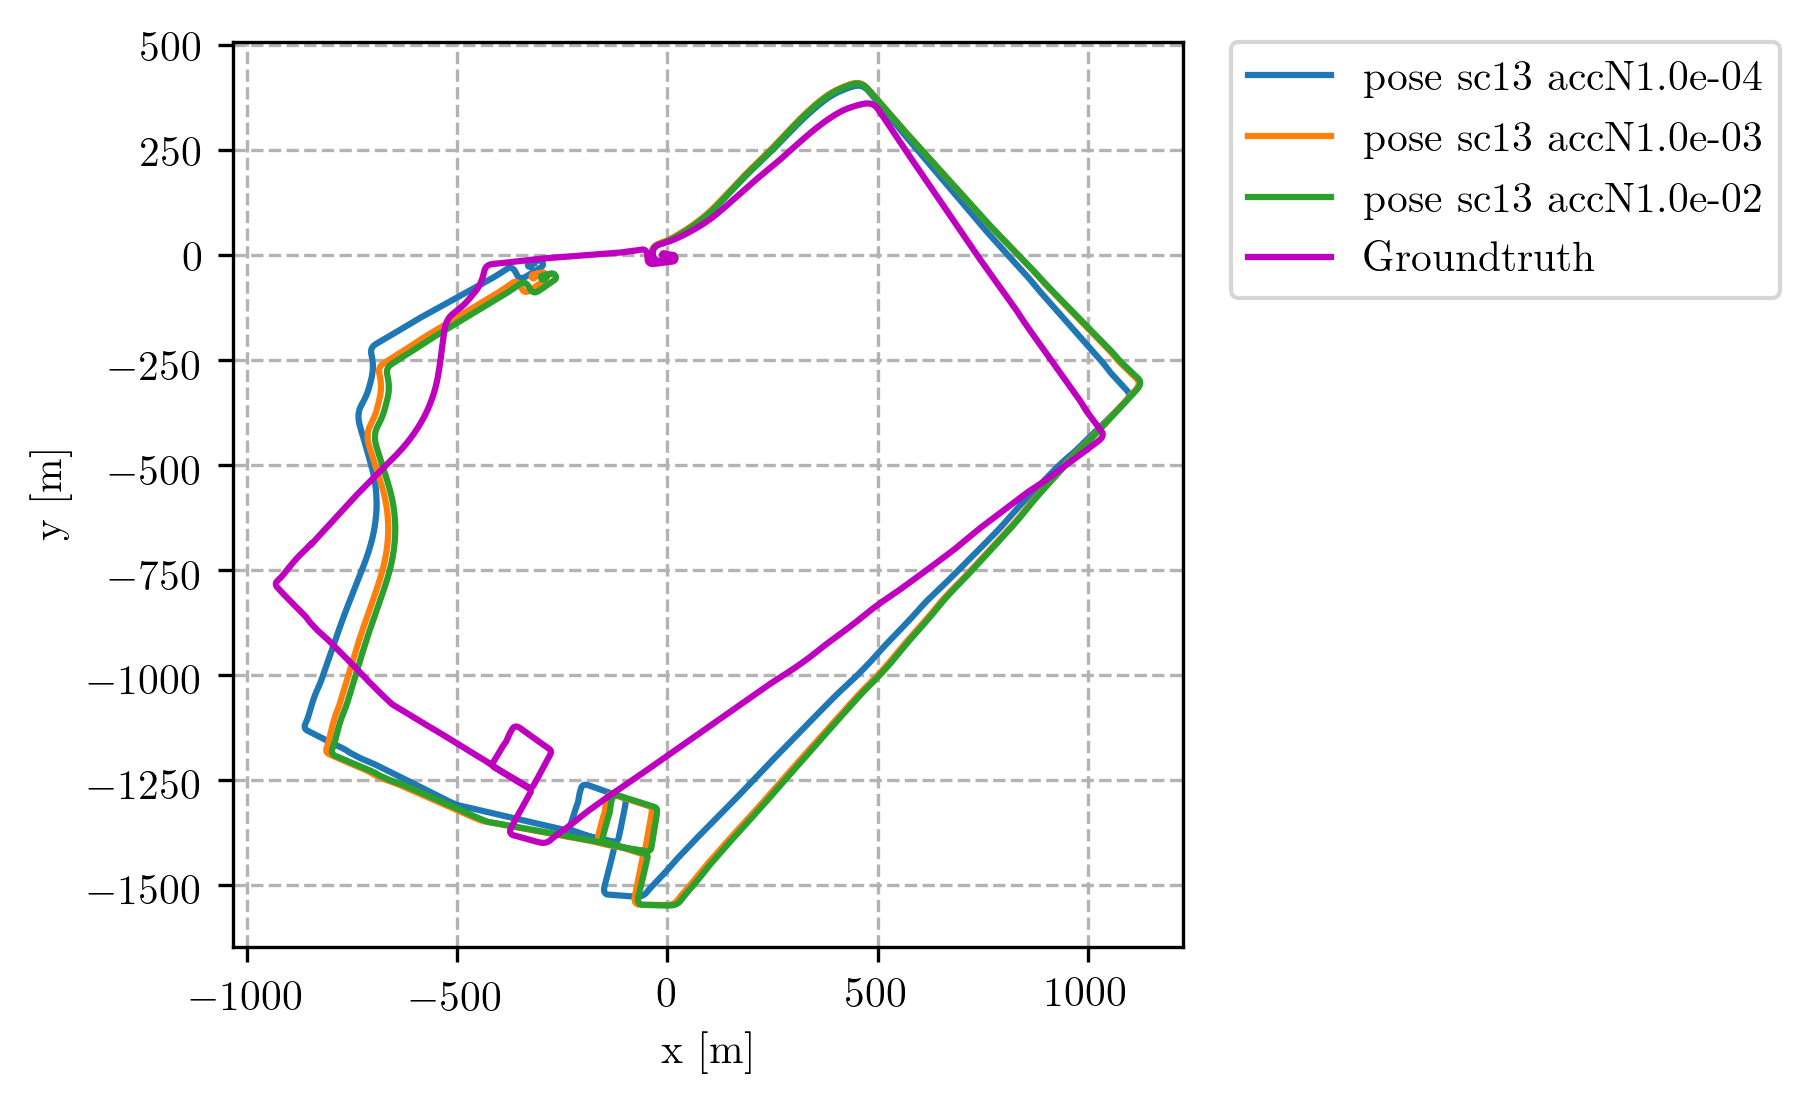 500
250
0
−250
−500
−750
−1000
−1250
−1500
y [m]
−1000 −500 0 500 1000
x [m]
pose sc13 accN1.0e-04
pose sc13 accN1.0e-03
pose sc13 accN1.0e-02
Groundtruth